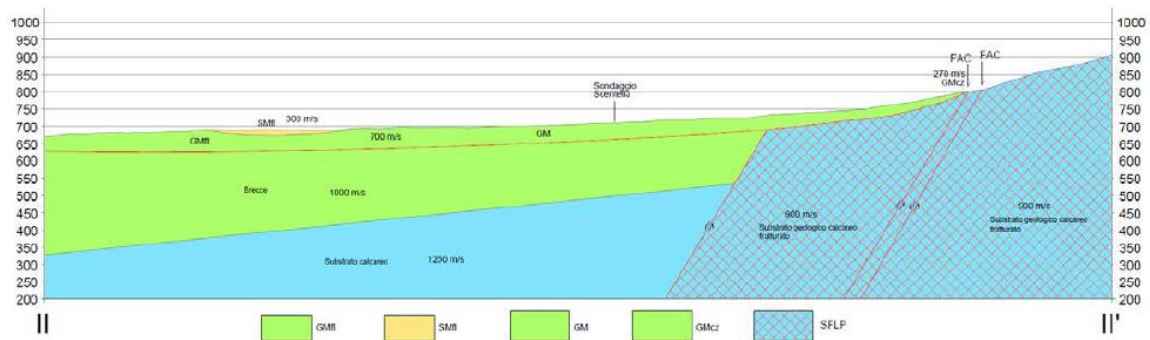 1000
950
900
850
800
750
700
650
600
550
500
450
400
350
300
250
200
1000
950
900
850
800
750
700
650
600
550
500
450
400
350
300
250
200
FAC
FAC
270 m/s
GMcz
Sondaggio
SMfl
300 m/s
GMfl
700 m/s
GM
Brecce
1000 m/s
Substrato calcareo
1250 m/s
m/s
Substrato geologico calcareo
fratturato
900 m/s
Substrato geologico calcareo
fratturato
II
II'
GMfl
SMfl
GM
GMcz
SFLP